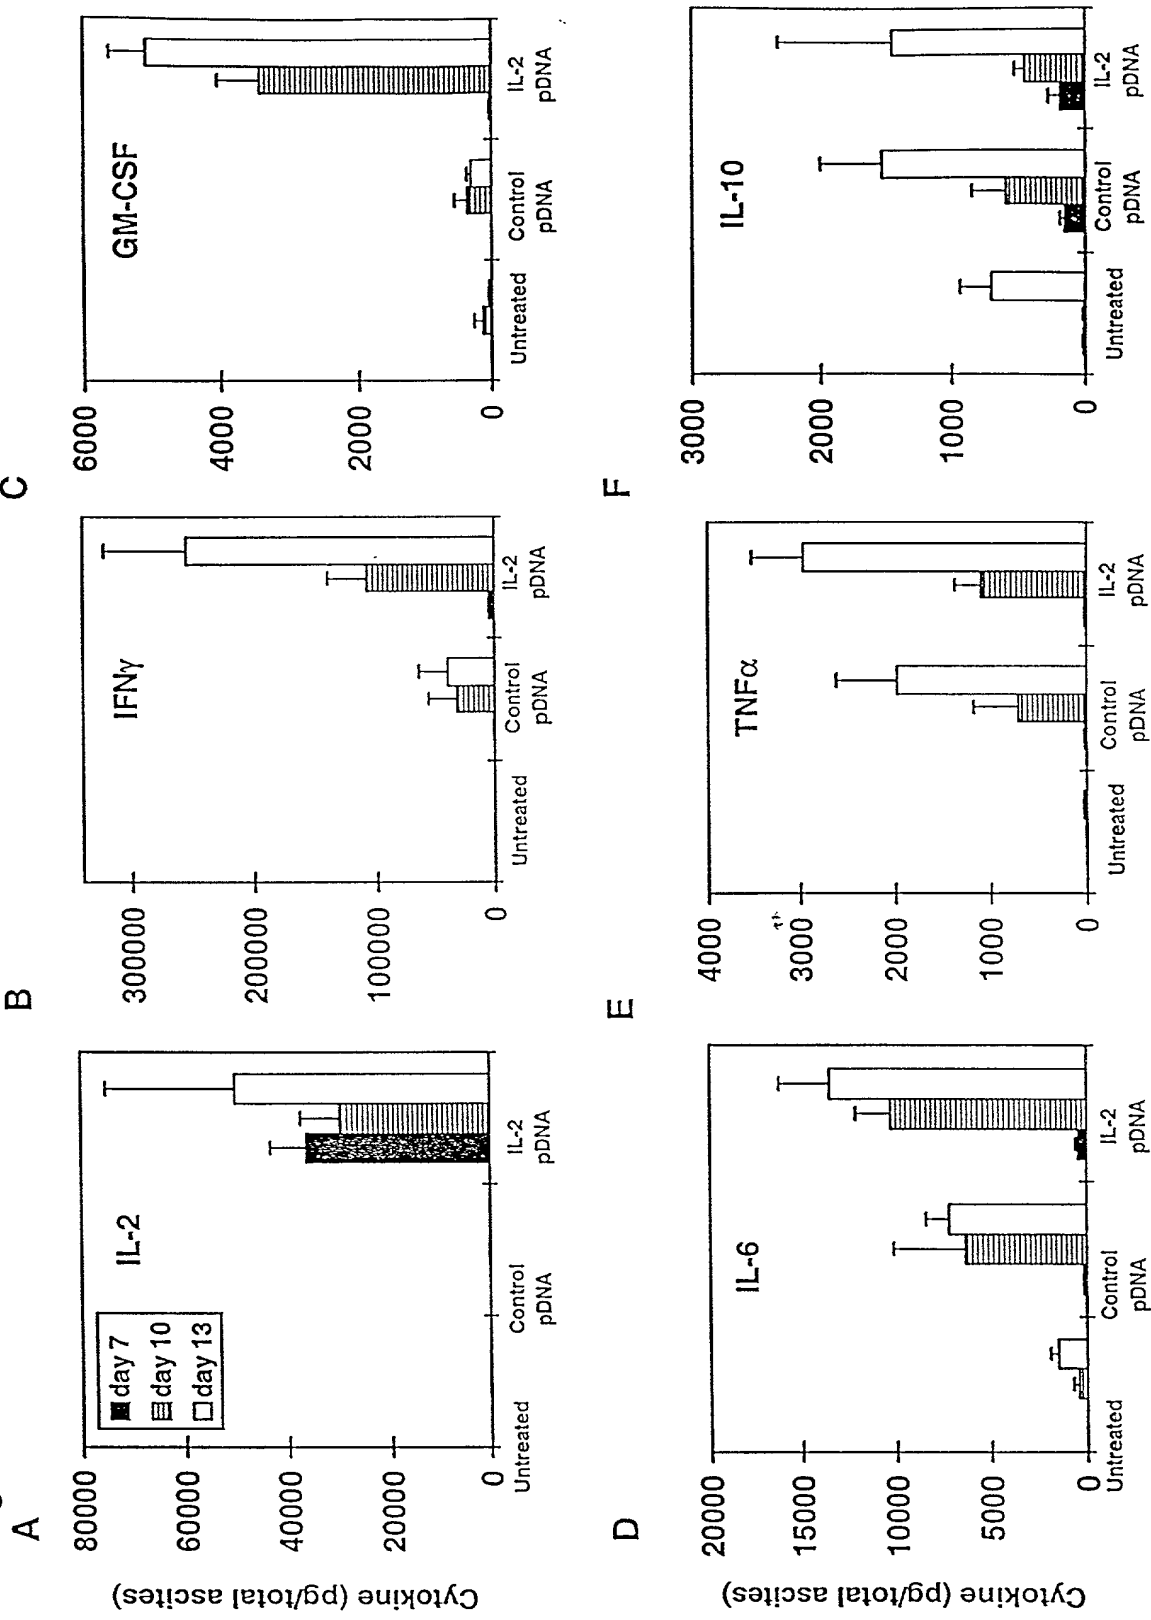 A
IL-2
day 7
day 10
day 13
80000
60000
40000
20000
0
Cytokine (pg/total ascites)
Untreated
Control
pDNA
IL-2
pDNA
B
IFNγ
300000
200000
100000
0
Untreated
Control
pDNA
IL-2
pDNA
C
GM-CSF
6000
4000
2000
0
Untreated
Control
pDNA
IL-2
pDNA
D
IL-6
20000
15000
10000
5000
0
Cytokine (pg/total ascites)
Untreated
Control
pDNA
IL-2
pDNA
E
TNFα
4000
3000
2000
1000
0
Untreated
Control
pDNA
IL-2
pDNA
F
IL-10
3000
2000
1000
0
Untreated
Control
pDNA
IL-2
pDNA